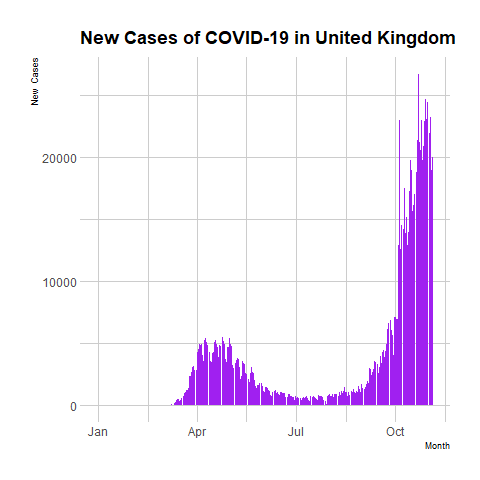 New Cases of COVID-19 in United Kingdom
New Cases
20000
10000
0
Jan Apr Jul Oct
Month